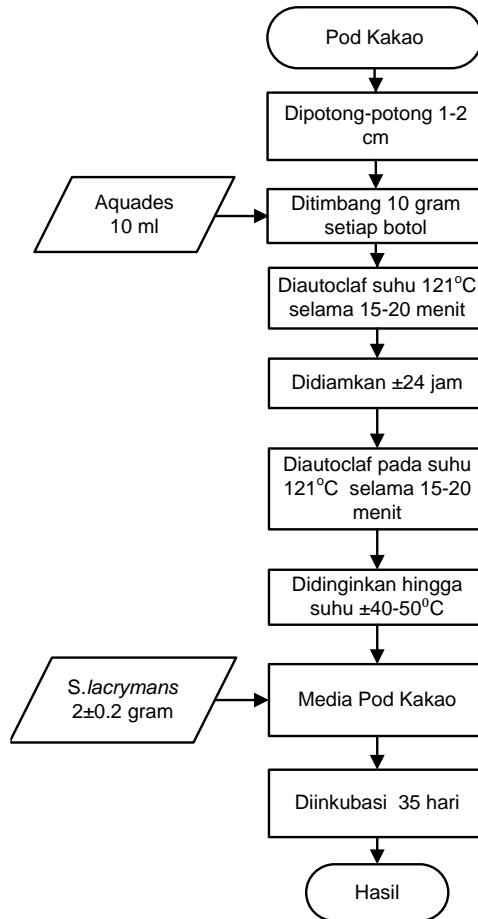 Pod Kakao
Dipotong-potong 1-2
cm
Aquades
10 ml
Ditimbang 10 gram
setiap botol
Diautoclaf suhu 121°C
selama 15-20 menit
Didiamkan ±24 jam
Diautoclaf pada suhu
121°C selama 15-20
menit
Didinginkan hingga
suhu ±40-50⁰C
S.lacrymans
2±0.2 gram
Media Pod Kakao
Diinkubasi 35 hari
Hasil